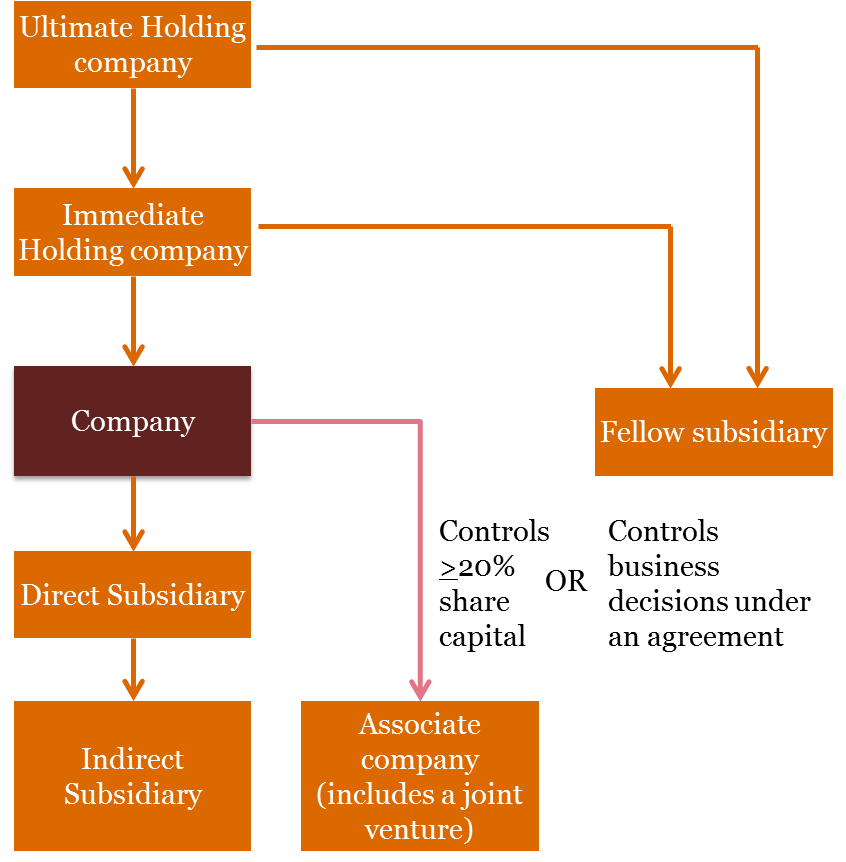 Ultimate Holding
company
Immediate
Holding company
Company
Fellow subsidiary
Controls
≥20%
share
capital
OR
Controls
business
decisions under
an agreement
Direct Subsidiary
Indirect
Subsidiary
Associate
company
(includes a joint
venture)